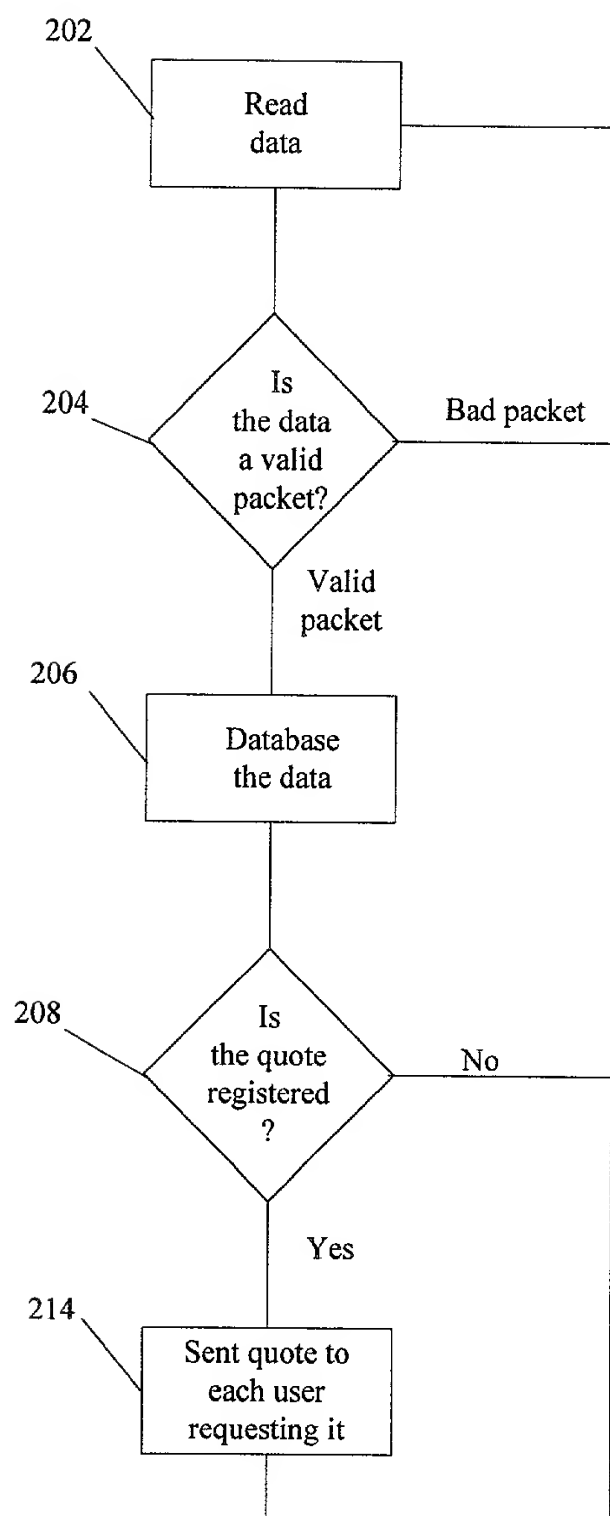 202
Read
data
204
Is
the data
a valid
packet?
Bad packet
Valid
packet
206
Database
the data
208
Is
the quote
registered
?
No
Yes
214
Sent quote to
each user
requesting it